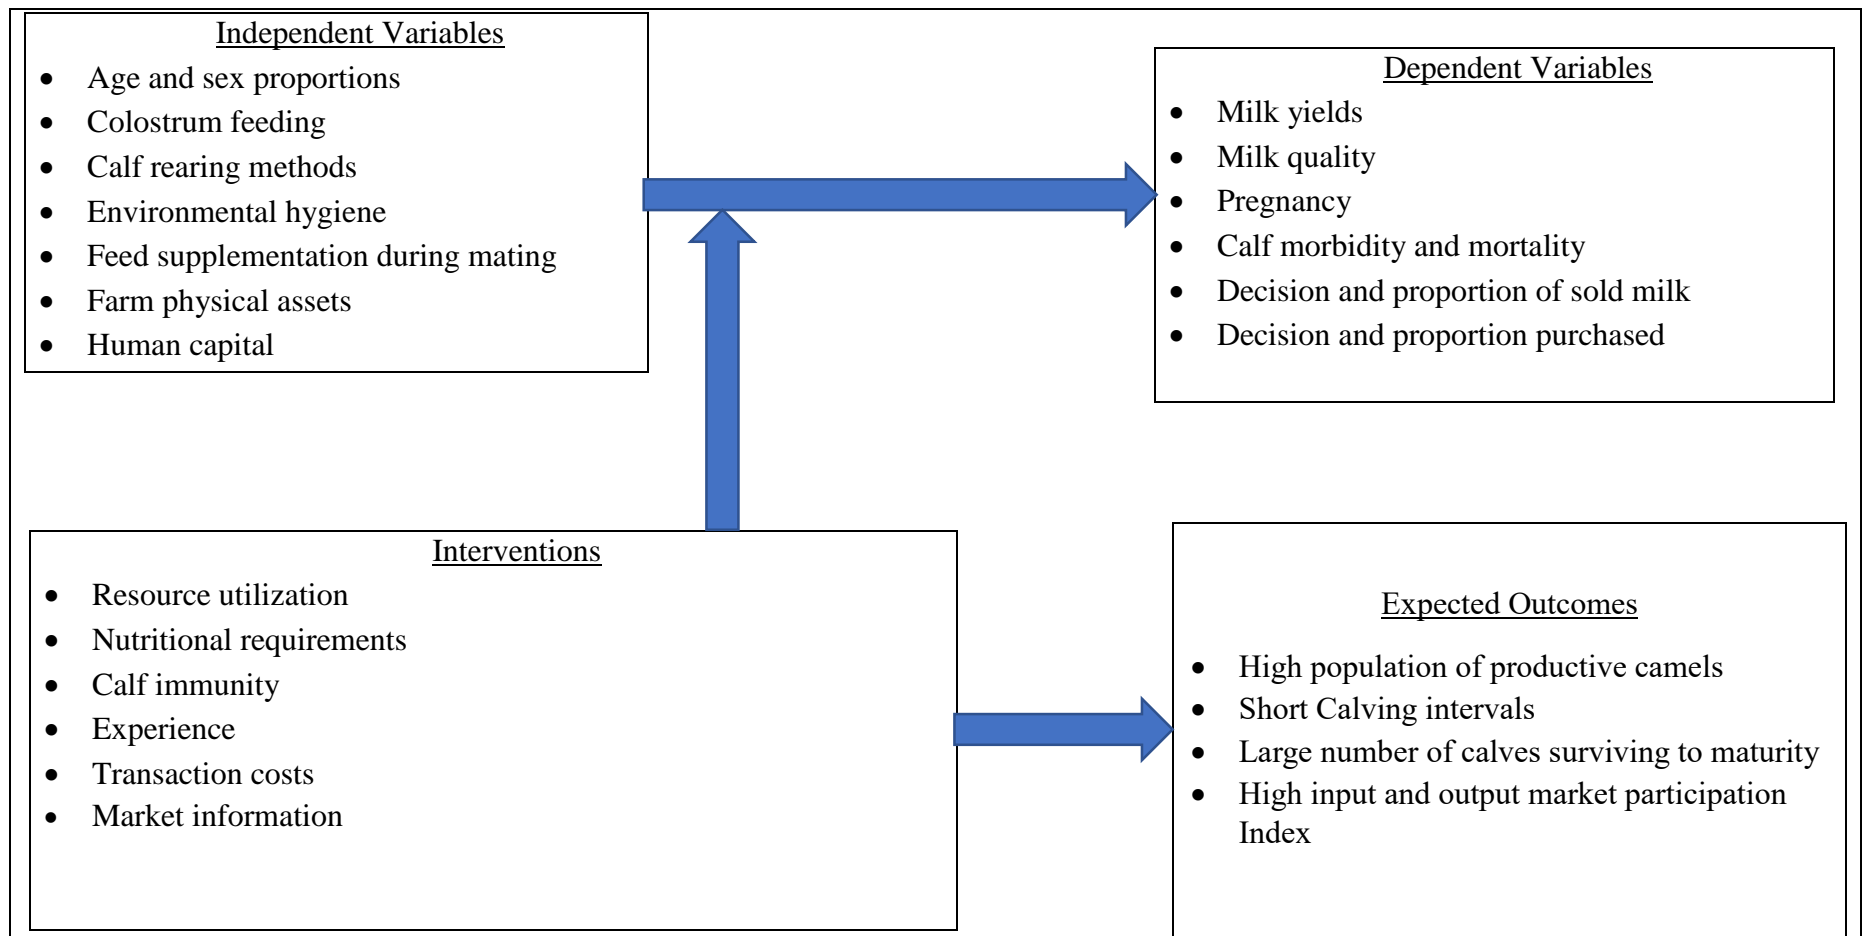 Independent Variables
• Age and sex proportions
• Colostrum feeding
• Calf rearing methods
• Environmental hygiene
• Feed supplementation during mating
• Farm physical assets
• Human capital
Dependent Variables
• Milk yields
• Milk quality
• Pregnancy
• Calf morbidity and mortality
• Decision and proportion of sold milk
• Decision and proportion purchased
Interventions
• Resource utilization
• Nutritional requirements
• Calf immunity
• Experience
• Transaction costs
• Market information
Expected Outcomes
• High population of productive camels
• Short Calving intervals
• Large number of calves surviving to maturity
• High input and output market participation
Index